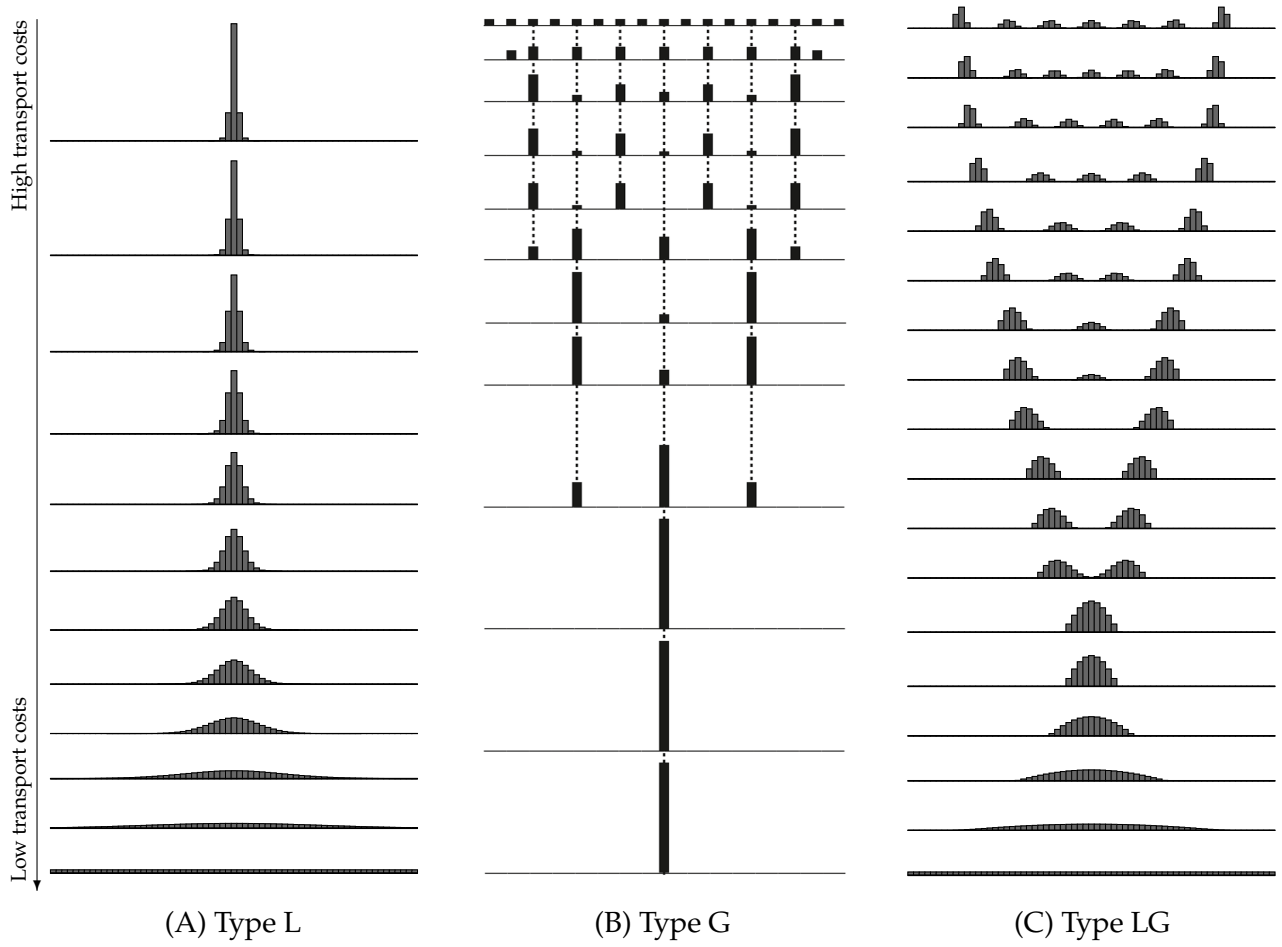 High transport costs
Low transport costs
(A) Type L
(B) Type G
(C) Type LG